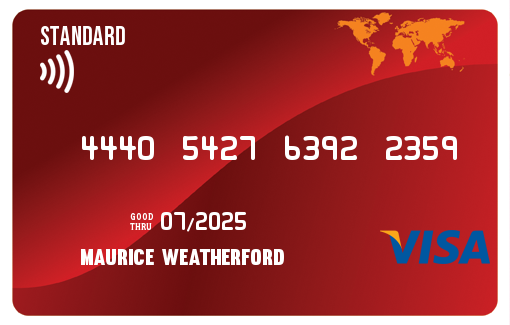 STANDARD
4440 5427 6392 2359
GOOD THRU 07/2025
MAURICE WEATHERFORD
VISA